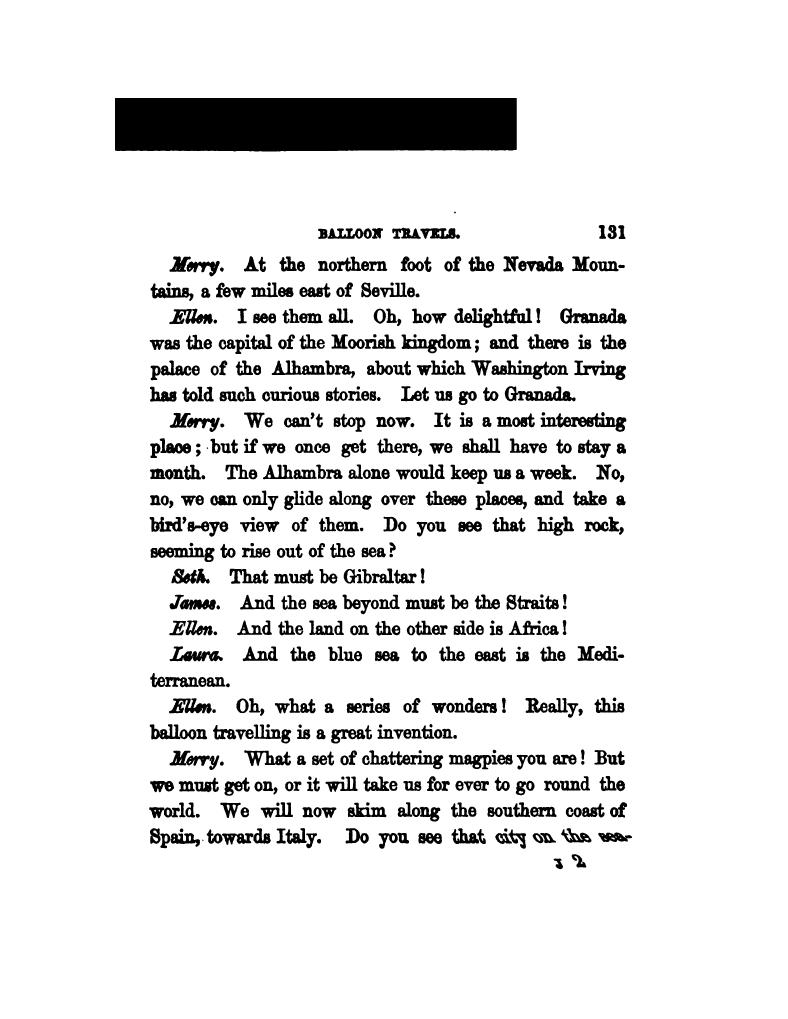 BALLOON TRAVELS. 131
Merry. At the northern foot of the Nevada Moun-
tains, a few miles east of Seville.
Ellen. I see them all. Oh, how delightful! Granada
was the capital of the Moorish kingdom; and there is the
palace of the Alhambra, about which Washington Irving
has told such curious stories. Let us go to Granada.
Merry. We can't stop now. It is a most interesting
place; but if we once get there, we shall have to stay a
month. The Alhambra alone would keep us a week. No,
no, we can only glide along over these places, and take a
bird's-eye view of them. Do you see that high rock,
seeming to rise out of the sea?
Seth. That must be Gibraltar!
James. And the sea beyond must be the Straits!
Ellen. And the land on the other side is Africa!
Laura. And the blue sea to the east is the Medi-
terranean.
Ellen. Oh, what a series of wonders! Really, this
balloon travelling is a great invention.
Merry. What a set of chattering magpies you are! But
we must get on, or it will take us for ever to go round the
world. We will now skim along the southern coast of
Spain, towards Italy. Do you see that city on the sea-
2